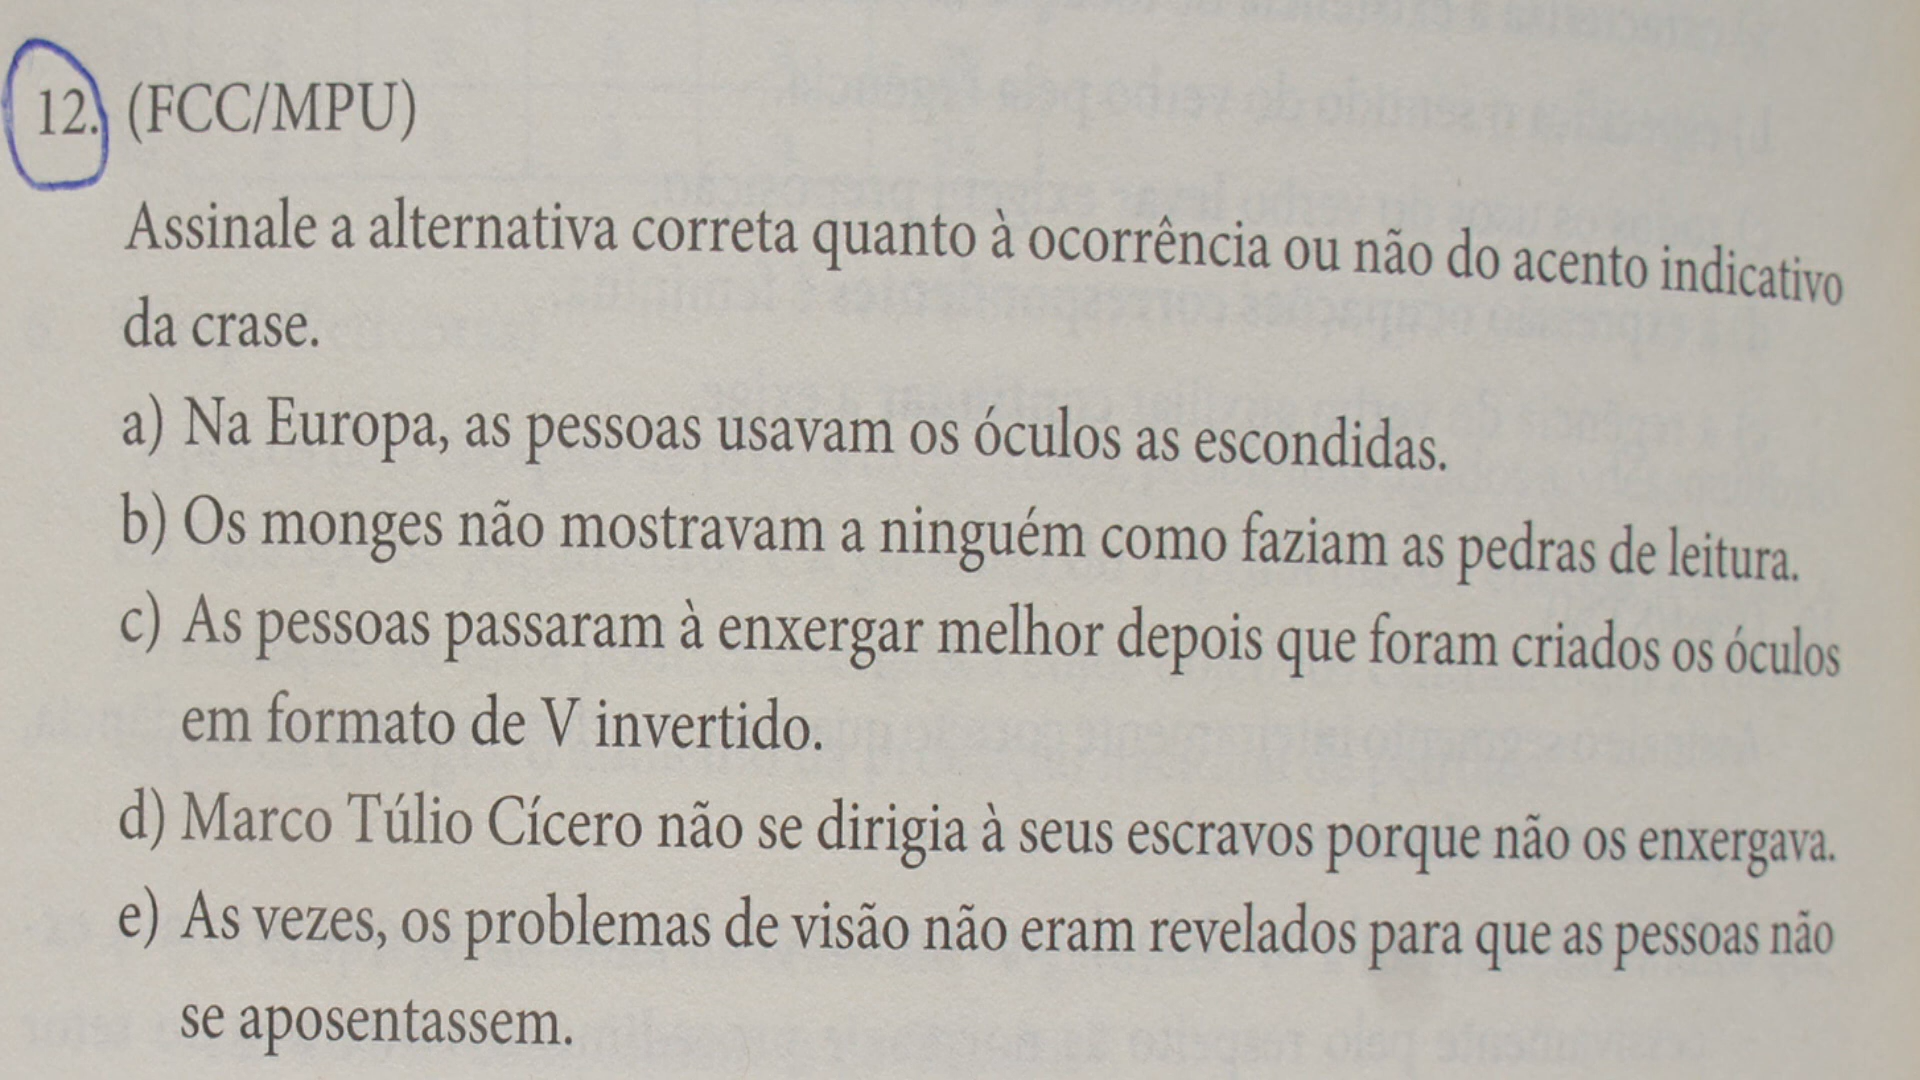 12. (FCC/MPU)
Assinale a alternativa correta quanto à ocorrência ou não do acento indicativo
da crase.
a) Na Europa, as pessoas usavam os óculos as escondidas.
b) Os monges não mostravam a ninguém como faziam as pedras de leitura.
c) As pessoas passaram à enxergar melhor depois que foram criados os óculos
em formato de V invertido.
d) Marco Túlio Cícero não se dirigia à seus escravos porque não os enxergava.
e) As vezes, os problemas de visão não eram revelados para que as pessoas não
se aposentassem.